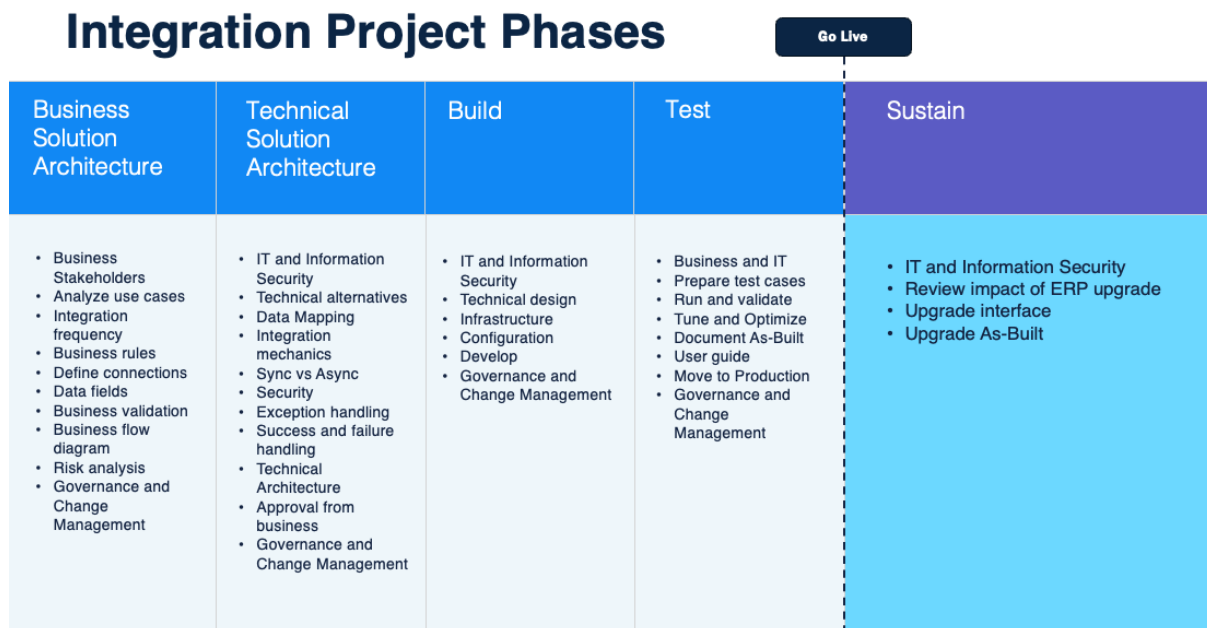 Integration Project Phases
Go Live
Business
Solution
Architecture
Technical
Solution
Architecture
Build
Test
Sustain
• Business
Stakeholders
• Analyze use cases
• Integration
frequency
• Business rules
• Define connections
• Data fields
• Business validation
• Business flow
diagram
• Risk analysis
• Governance and
Change
Management
• IT and Information
Security
• Technical alternatives
• Data Mapping
• Integration
mechanics
• Sync vs Async
• Security
• Exception handling
• Success and failure
handling
• Technical
Architecture
• Approval from
business
• Governance and
Change Management
• IT and Information
Security
• Technical design
• Infrastructure
• Configuration
• Develop
• Governance and
Change Management
• Business and IT
• Prepare test cases
• Run and validate
• Tune and Optimize
• Document As-Built
• User guide
• Move to Production
• Governance and
Change
Management
• IT and Information Security
• Review impact of ERP upgrade
• Upgrade interface
• Upgrade As-Built